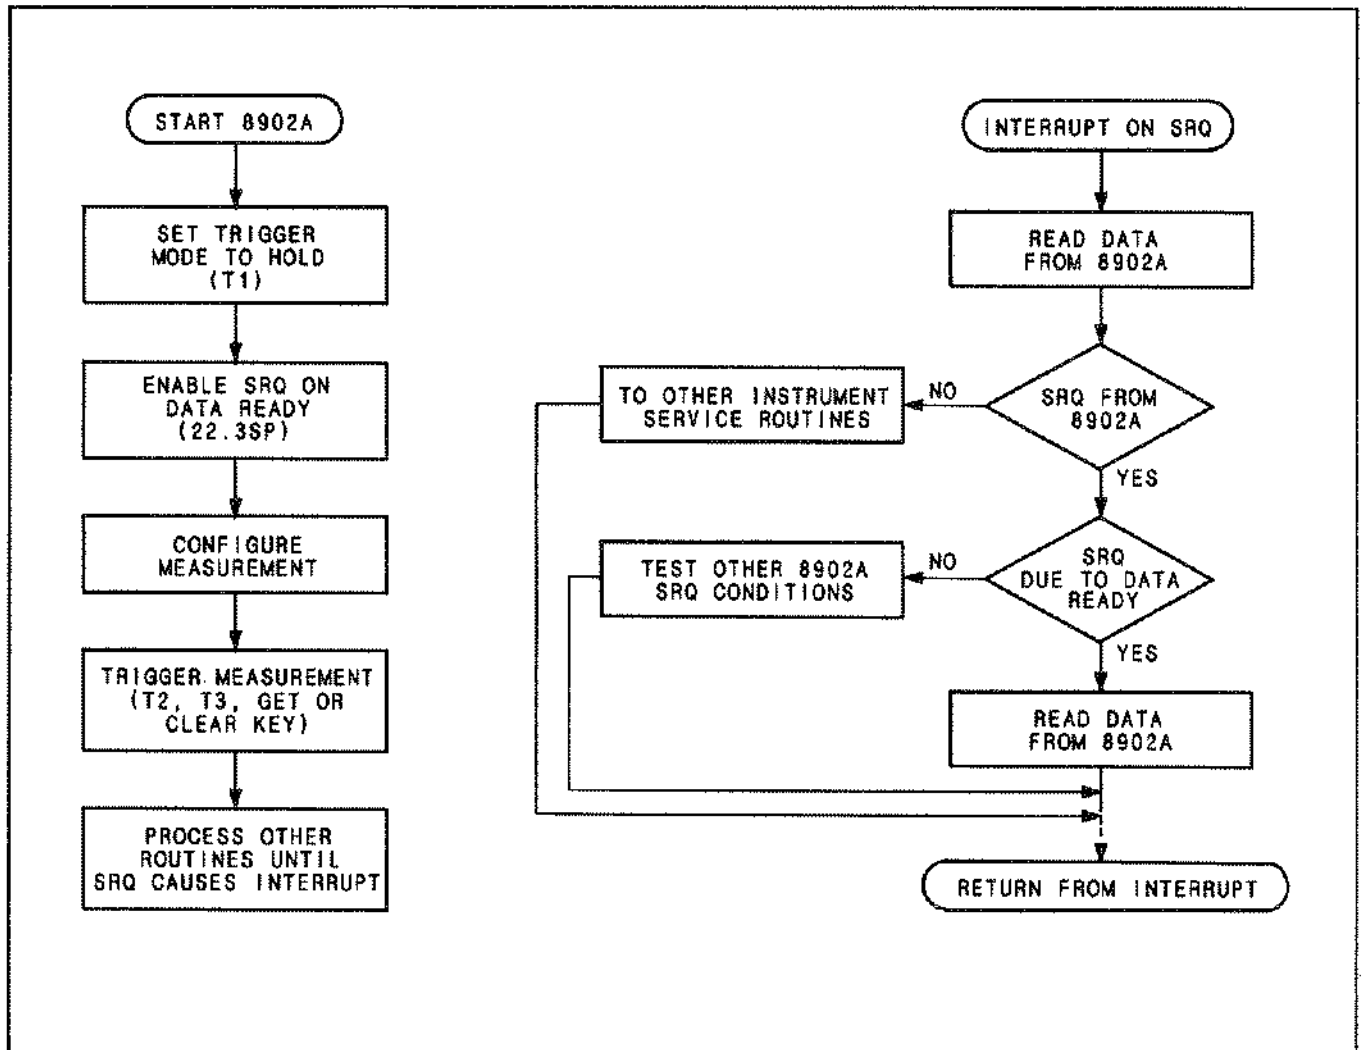 START 8902A
SET TRIGGER
MODE TO HOLD
(T1)
ENABLE SRQ ON
DATA READY
(22.3SP)
CONFIGURE
MEASUREMENT
TRIGGER MEASUREMENT
(T2, T3, GET OR
CLEAR KEY)
PROCESS OTHER
ROUTINES UNTIL
SRQ CAUSES INTERRUPT
INTERRUPT ON SRQ
READ DATA
FROM 8902A
SRQ FROM
8902A
NO
TO OTHER INSTRUMENT
SERVICE ROUTINES
YES
SRQ
DUE TO DATA
READY
NO
TEST OTHER 8902A
SRQ CONDITIONS
YES
READ DATA
FROM 8902A
RETURN FROM INTERRUPT